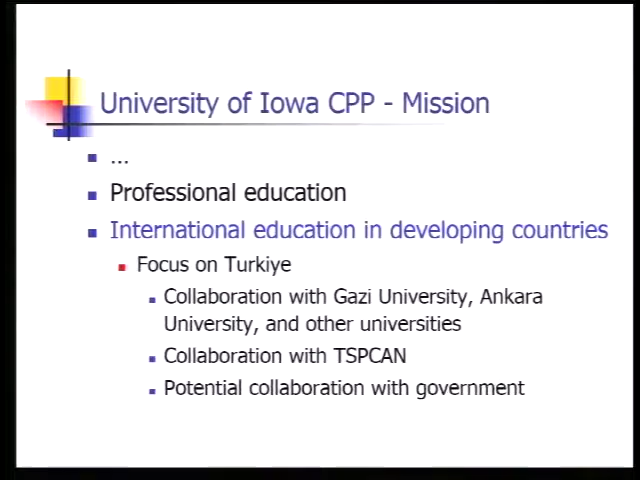 University of Iowa CPP - Mission
...
Professional education
International education in developing countries
Focus on Turkiye
Collaboration with Gazi University, Ankara
University, and other universities
Collaboration with TSPCAN
Potential collaboration with government